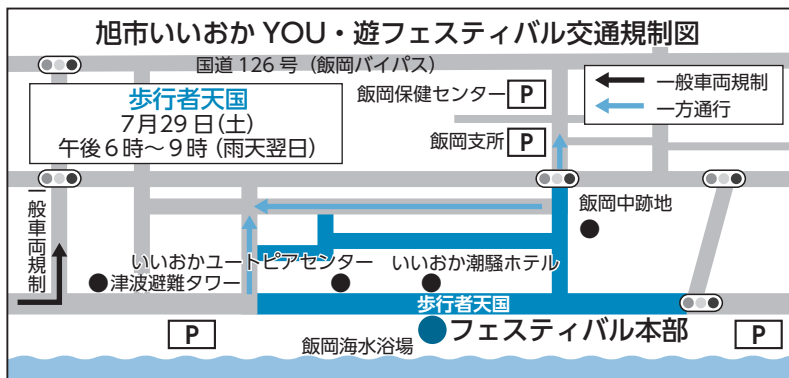 旭市いいおか YOU・遊フェスティバル交通規制図
国道 126 号（飯岡バイパス）
歩行者天国
7月29日(土)
午後6時～9時 (雨天翌日)
飯岡保健センター P
飯岡支所 P
一般車両規制
一方通行
一般車両規制
飯岡中跡地
いいおかユートピアセンター
いいおか潮騒ホテル
津波避難タワー
歩行者天国
P
フェスティバル本部
P
飯岡海水浴場